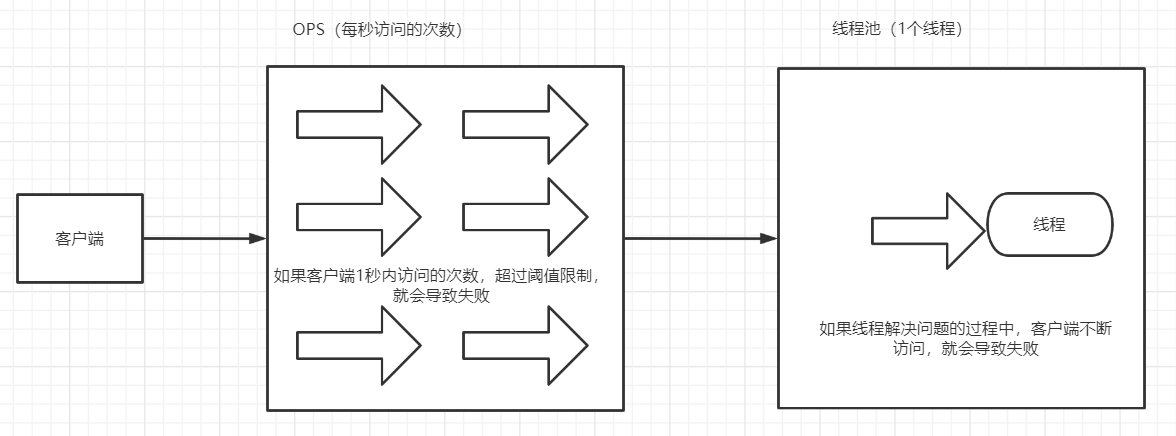 OPS（每秒访问的次数）
线程池（1个线程）
客户端
如果客户端1秒内访问的次数，超过阈值限制，
就会导致失败
线程
如果线程解决问题的过程中，客户端不断
访问，就会导致失败